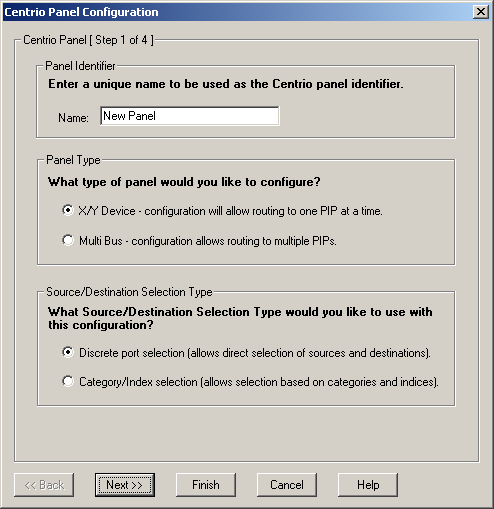 Centrio Panel Configuration
Centrio Panel [ Step 1 of 4 ]
Panel Identifier
Enter a unique name to be used as the Centrio panel identifier.
Name: New Panel
Panel Type
What type of panel would you like to configure?
X/Y Device - configuration will allow routing to one PIP at a time.
Multi Bus - configuration allows routing to multiple PIPs.
Source/Destination Selection Type
What Source/Destination Selection Type would you like to use with
this configuration?
Discrete port selection (allows direct selection of sources and destinations).
Category/Index selection (allows selection based on categories and indices).
<< Back Next >> Finish Cancel Help